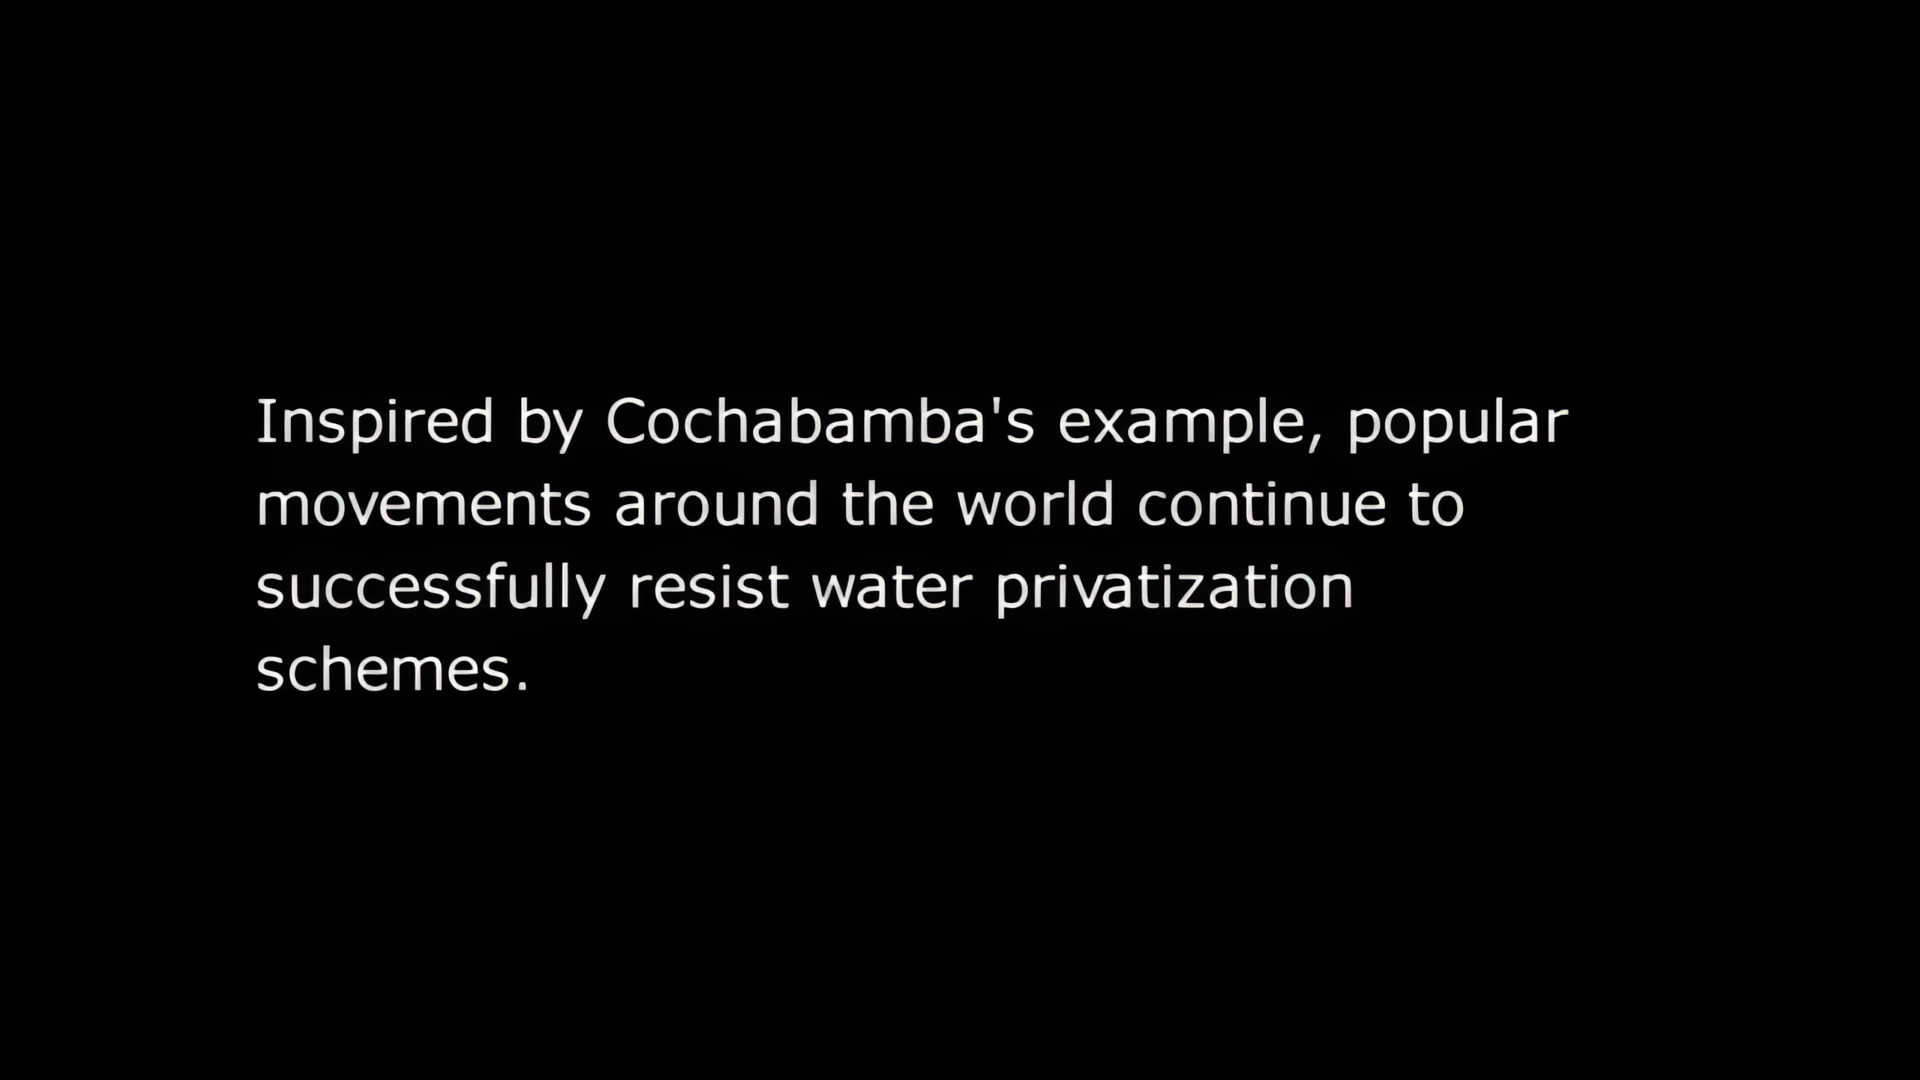 Inspired by Cochabamba's example, popular
movements around the world continue to
successfully resist water privatization
schemes.